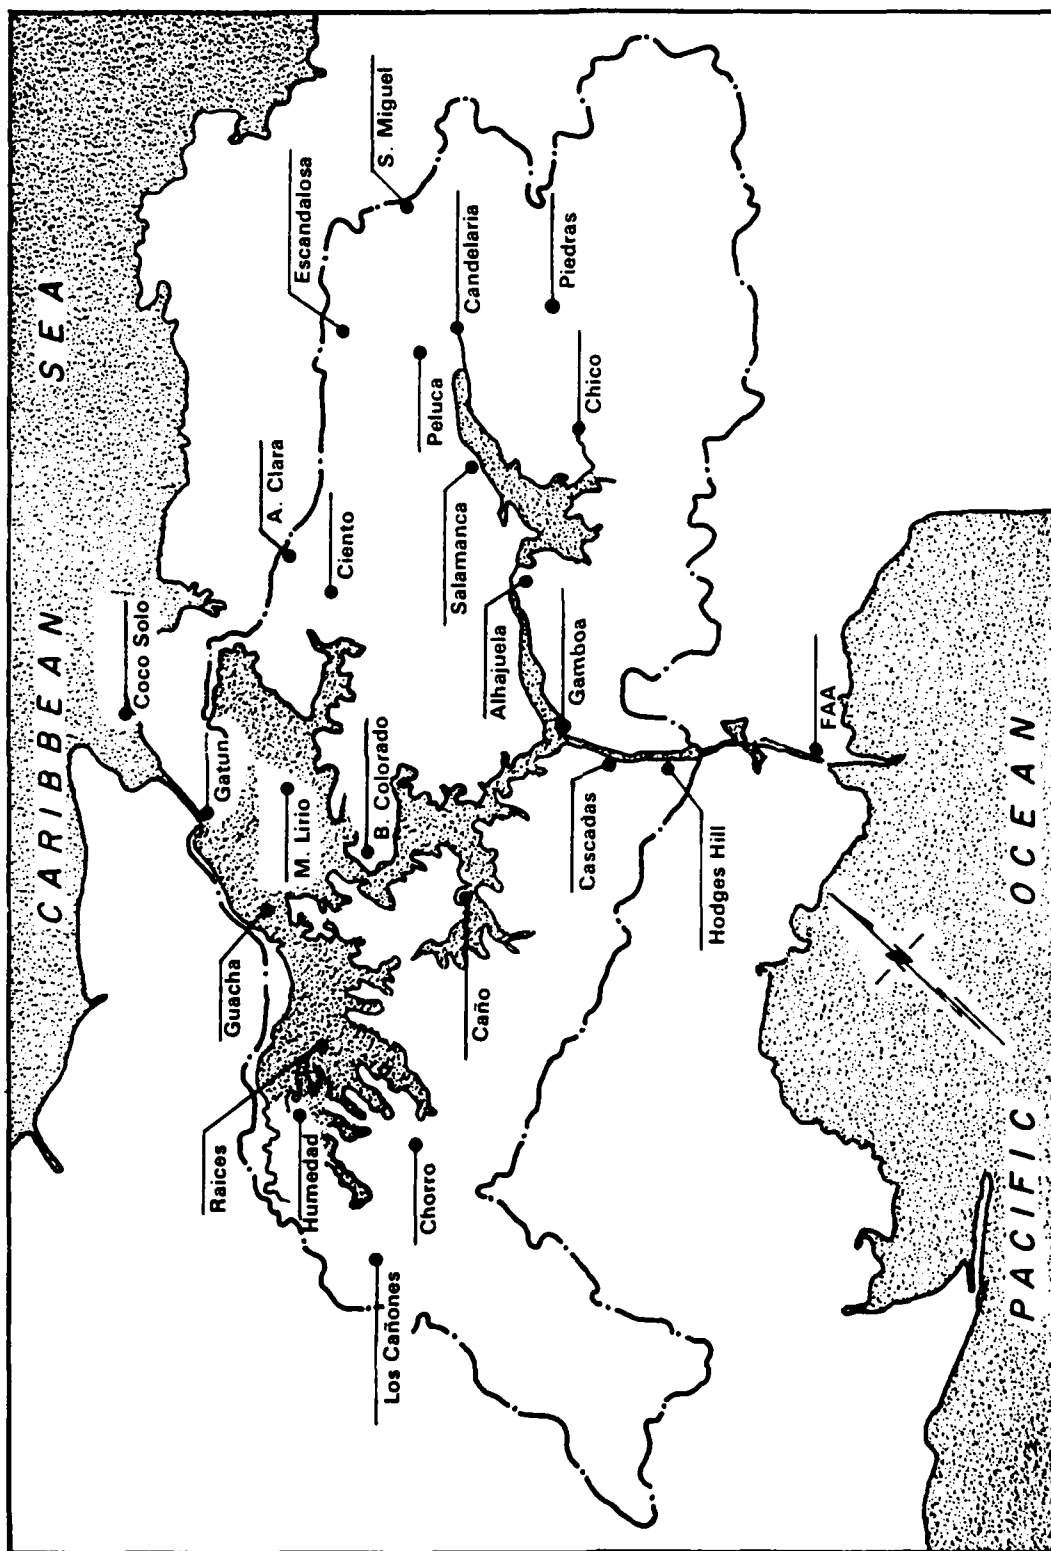 CARIBBEAN SEA
Coco Solo
Gatun
A. Clara
Escandalosa
S. Miguel
Ciento
M. Lirio
Guacha
Raices
Humedad
B. Colorado
Peluca
Candelaria
Salamanca
Piedras
Chico
Alhajuela
Gamboa
Caño
Chorro
Los Cañones
Cascadas
Hodges Hill
FAA
PACIFIC OCEAN